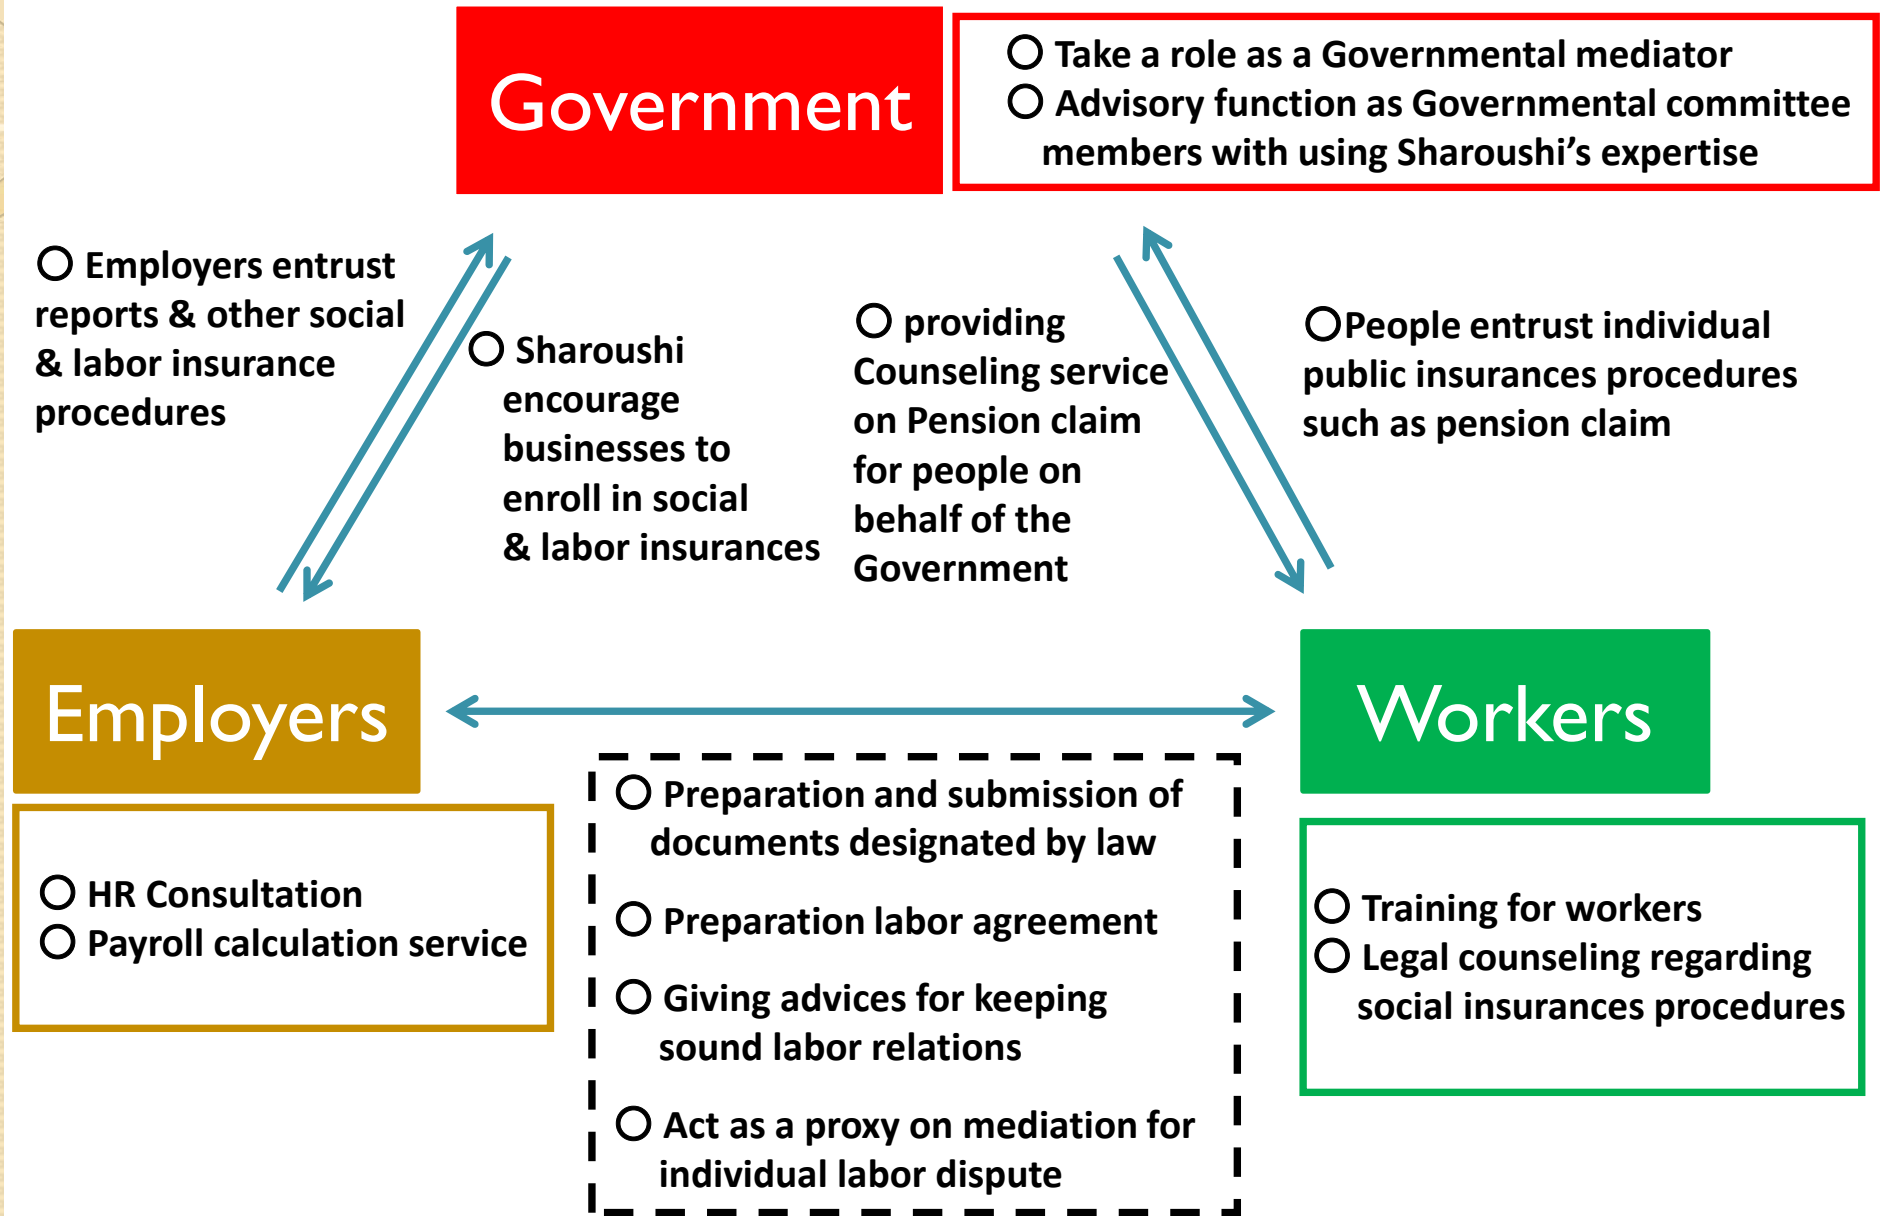 Government
○ Take a role as a Governmental mediator
○ Advisory function as Governmental committee
members with using Sharoushi’s expertise
○ Employers entrust
reports & other social
& labor insurance
procedures
○ Sharoushi
encourage
businesses to
enroll in social
& labor insurances
○ providing
Counseling service
on Pension claim
for people on
behalf of the
Government
○People entrust individual
public insurances procedures
such as pension claim
Employers
Workers
○ HR Consultation
○ Payroll calculation service
○ Preparation and submission of
documents designated by law
○ Preparation labor agreement
○ Giving advices for keeping
sound labor relations
○ Act as a proxy on mediation for
individual labor dispute
○ Training for workers
○ Legal counseling regarding
social insurances procedures